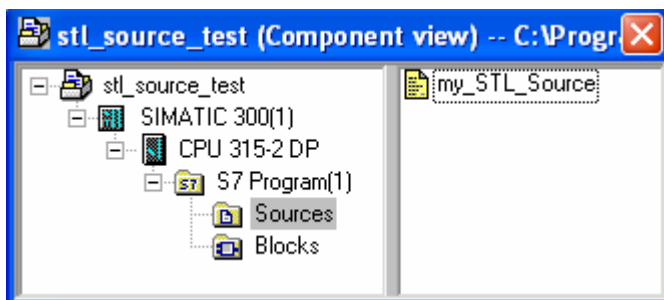 stl_source_test (Component view) -- C:\Progr
stl_source_test
SIMATIC 300(1)
CPU 315-2 DP
S7 Program(1)
Sources
Blocks
my_STL_Source